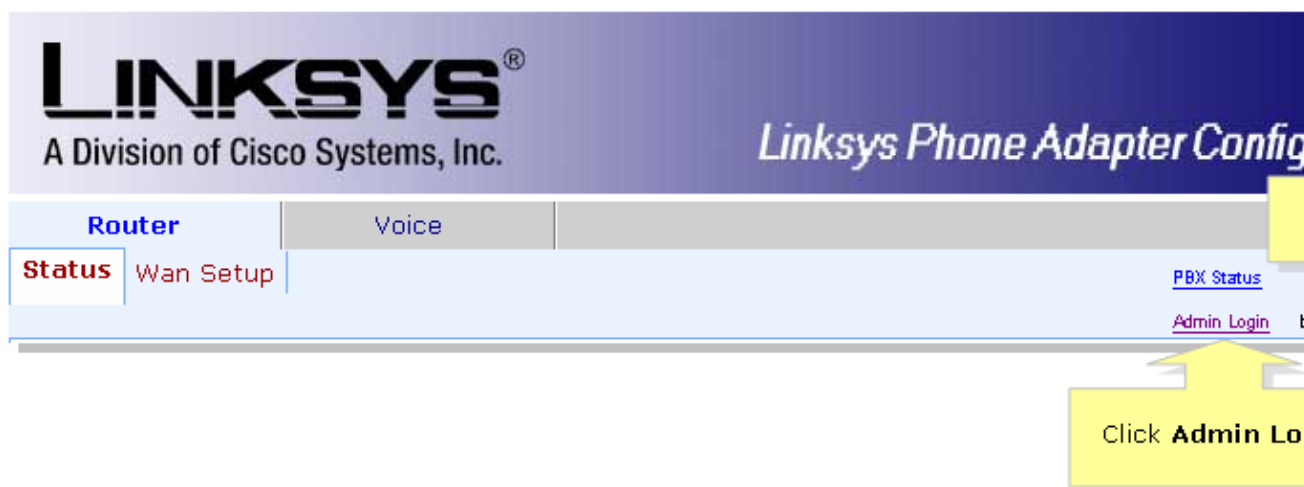 LINKSYS®
A Division of Cisco Systems, Inc.
Linksys Phone Adapter Config
Router Voice
Status Wan Setup
PBX Status
Admin Login
Click Admin Lo